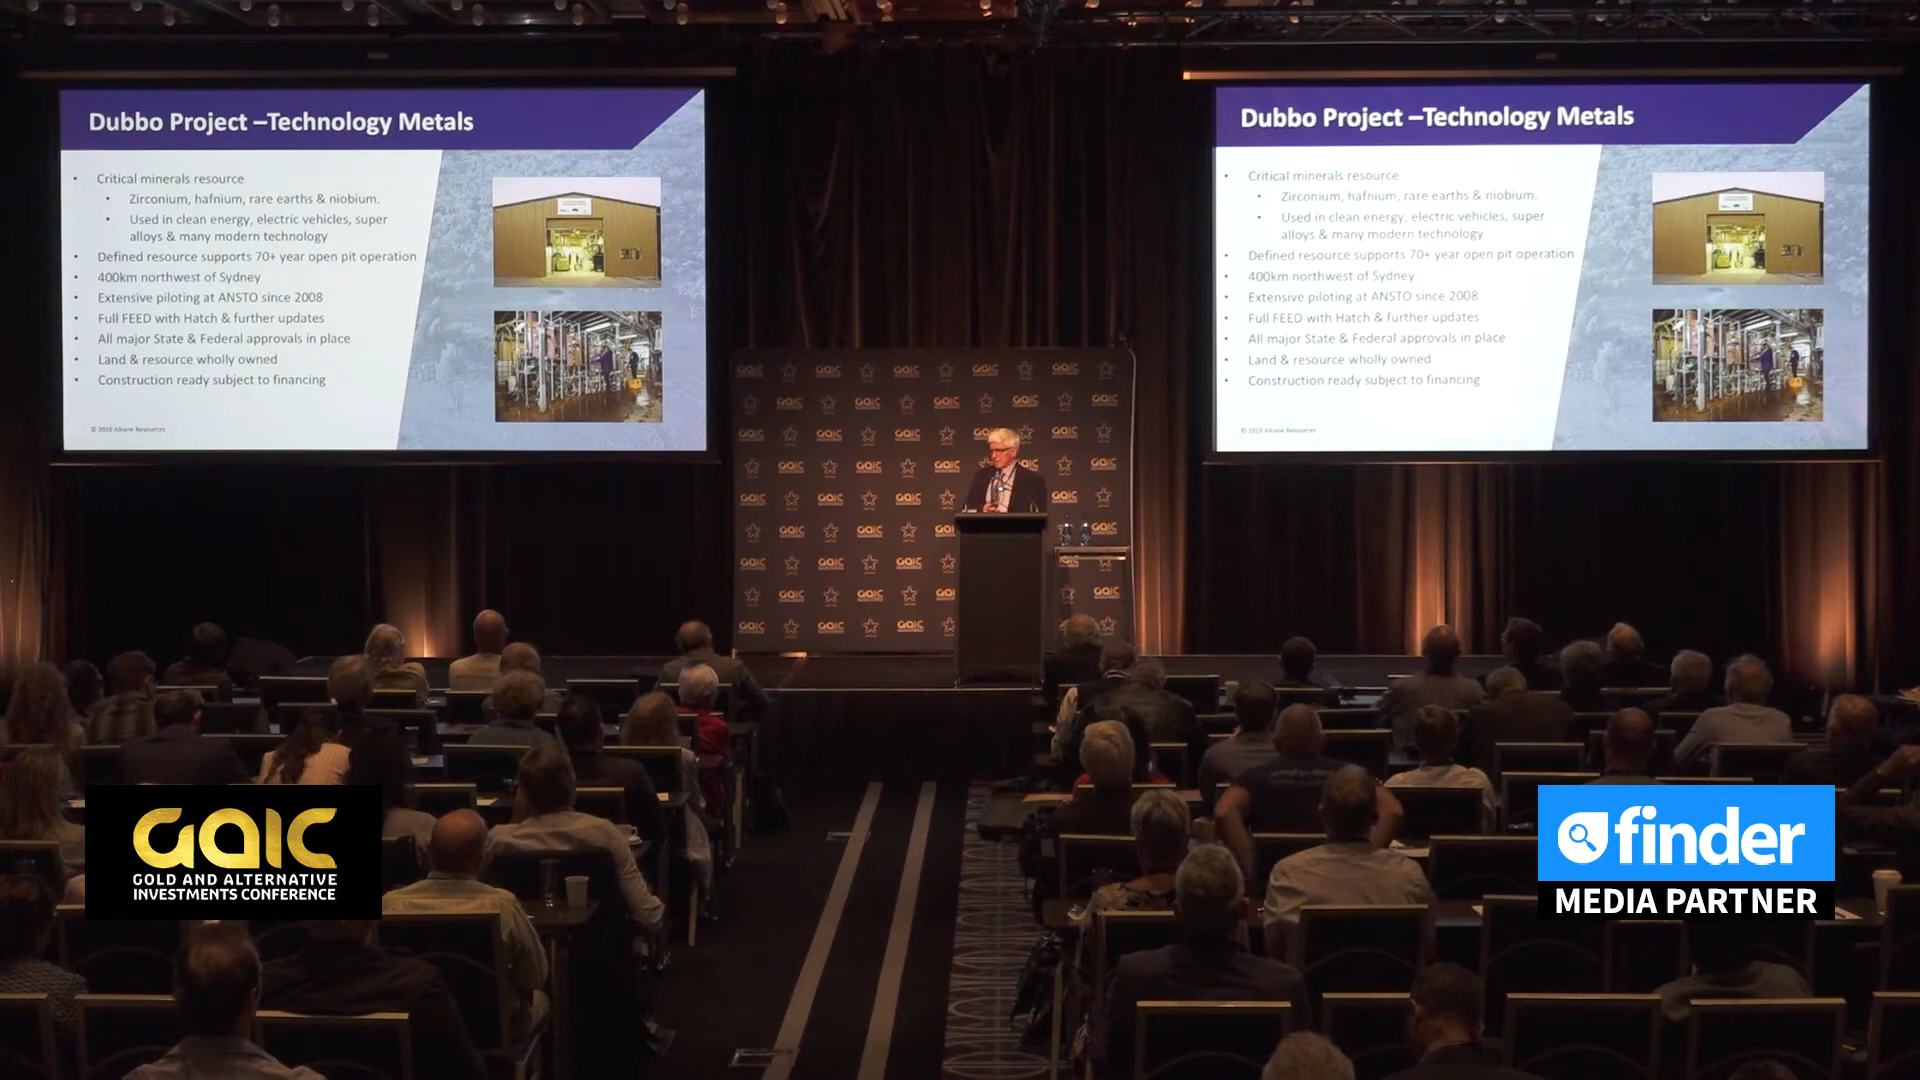 Dubbo Project –Technology Metals
• Critical minerals resource
• Zirconium, hafnium, rare earths & niobium.
• Used in clean energy, electric vehicles, super
alloys & many modern technology
• Defined resource supports 70+ year open pit operation
• 400km northwest of Sydney
• Extensive piloting at ANSTO since 2008
• Full FEED with Hatch & further updates
• All major State & Federal approvals in place
• Land & resource wholly owned
• Construction ready subject to financing
© 2019 Alkane Resources
Dubbo Project –Technology Metals
• Critical minerals resource
• Zirconium, hafnium, rare earths & niobium.
• Used in clean energy, electric vehicles, super
alloys & many modern technology
• Defined resource supports 70+ year open pit operation
• 400km northwest of Sydney
• Extensive piloting at ANSTO since 2008
• Full FEED with Hatch & further updates
• All major State & Federal approvals in place
• Land & resource wholly owned
• Construction ready subject to financing
© 2019 Alkane Resources
GAIC
GOLD AND ALTERNATIVE
INVESTMENTS CONFERENCE
finder
MEDIA PARTNER